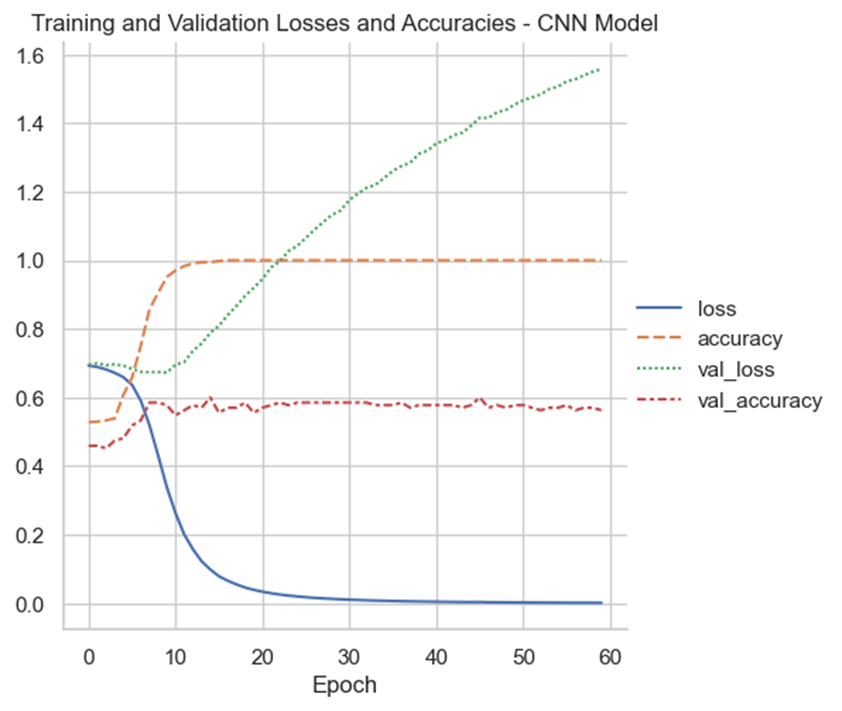 Training and Validation Losses and Accuracies - CNN Model
1.6
1.4
1.2
1.0
0.8
0.6
0.4
0.2
0.0
0 10 20 30 40 50 60
Epoch
loss
accuracy
val_loss
val_accuracy